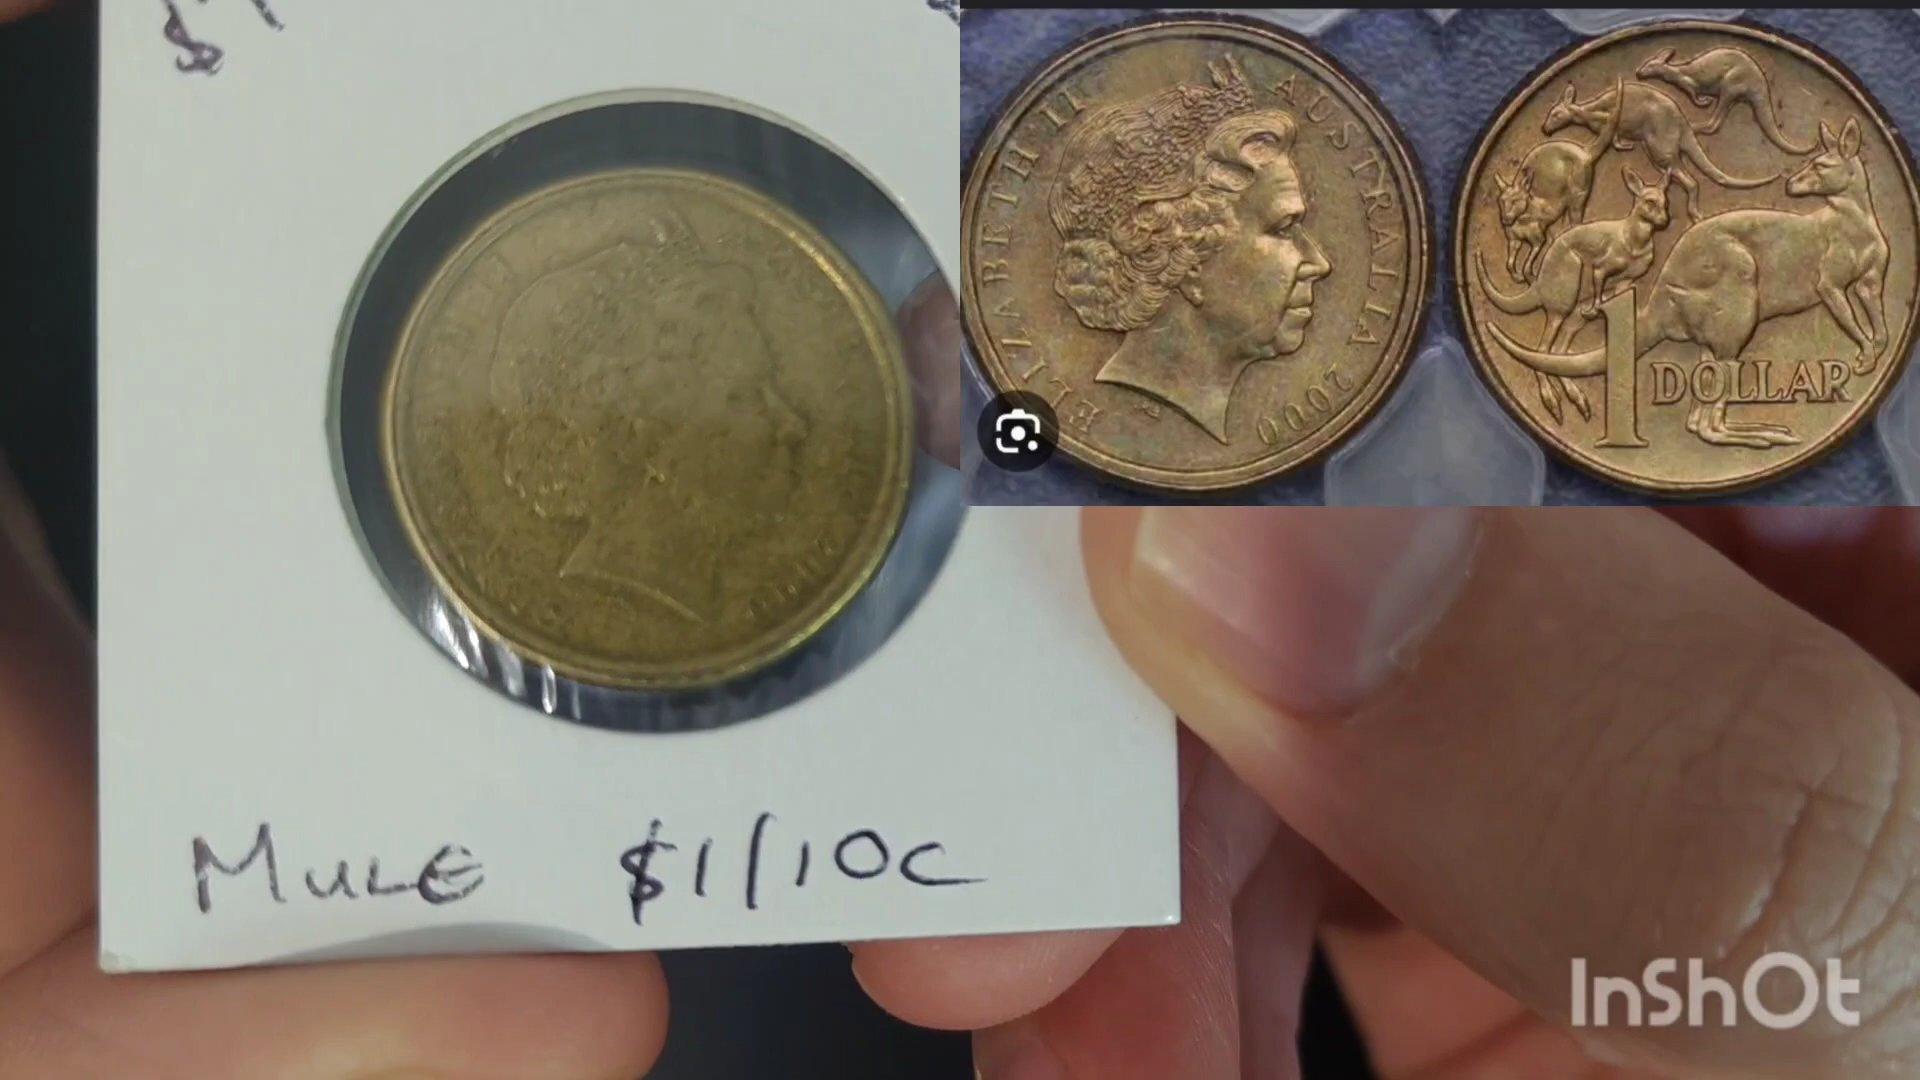 ELIZABETH II AUSTRALIA 2000
1
DOLLAR
MULE $1/10C
InShOt